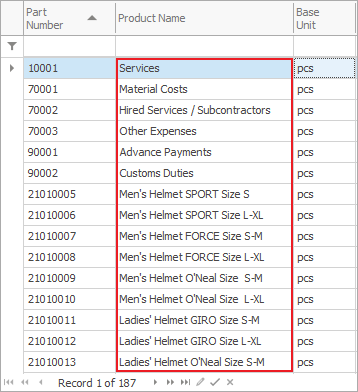 Part Number Product Name Base Unit
10001 Services pcs
70001 Material Costs pcs
70002 Hired Services / Subcontractors pcs
70003 Other Expenses pcs
90001 Advance Payments pcs
90002 Customs Duties pcs
21010005 Men's Helmet SPORT Size S pcs
21010006 Men's Helmet SPORT Size L-XL pcs
21010007 Men's Helmet FORCE Size S-M pcs
21010008 Men's Helmet FORCE Size L-XL pcs
21010009 Men's Helmet O'Neal Size  S-M pcs
21010010 Men's Helmet O'Neal Size  L-XL pcs
21010011 Ladies' Helmet GIRO Size S-M pcs
21010012 Ladies' Helmet GIRO Size L-XL pcs
21010013 Ladies' Helmet O'Neal Size S-M pcs
Record 1 of 187